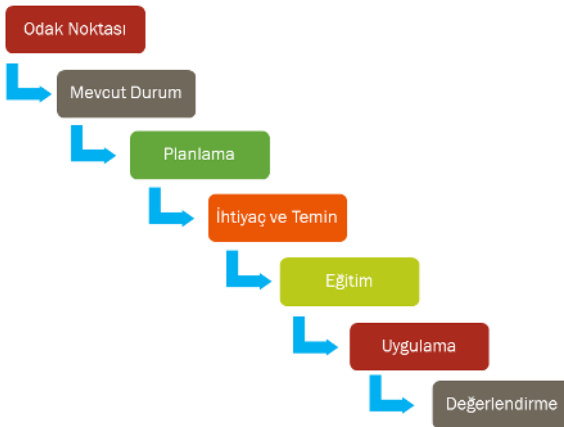 Odak Noktası
Mevcut Durum
Planlama
İhtiyaç ve Temin
Eğitim
Uygulama
Değerlendirme